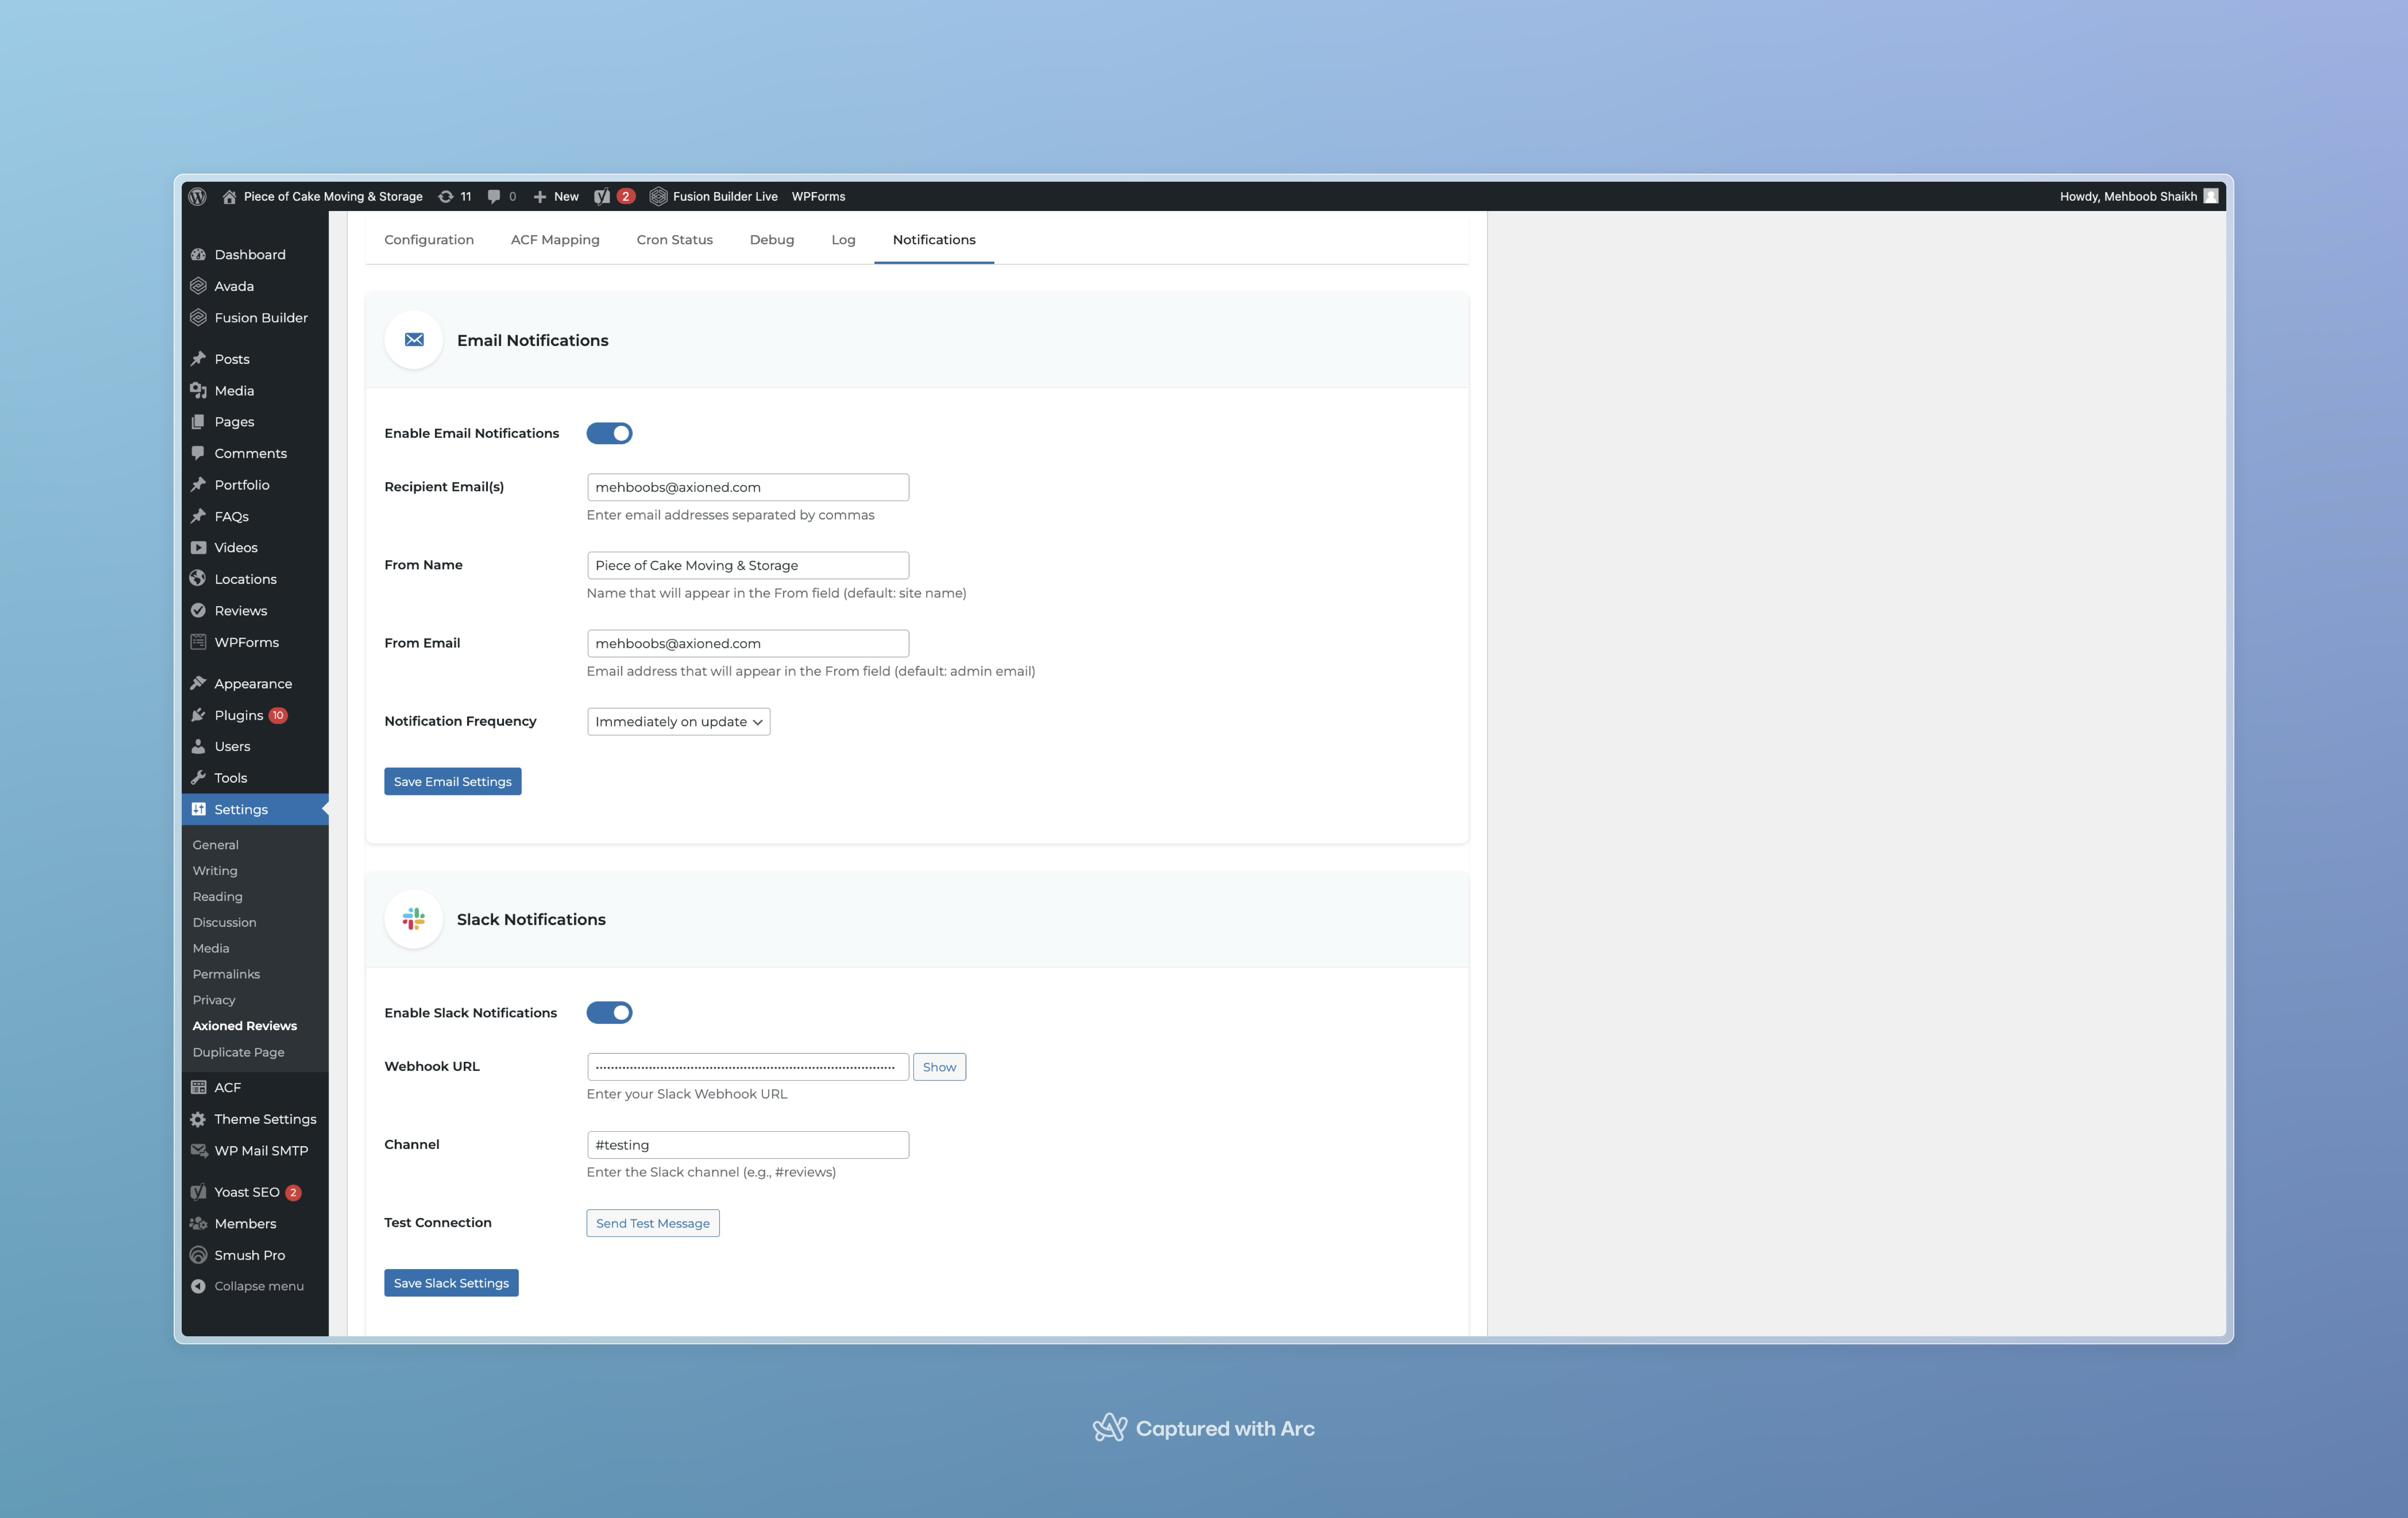 Piece of Cake Moving & Storage 11 0 New 2 Fusion Builder Live WPForms Howdy, Mehboob Shaikh
Dashboard
Avada
Fusion Builder
Posts
Media
Pages
Comments
Portfolio
FAQs
Videos
Locations
Reviews
WPForms
Appearance
Plugins 10
Users
Tools
Settings
General
Writing
Reading
Discussion
Media
Permalinks
Privacy
Axioned Reviews
Duplicate Page
ACF
Theme Settings
WP Mail SMTP
Yoast SEO 2
Members
Smush Pro
Collapse menu
Configuration ACF Mapping Cron Status Debug Log Notifications
Email Notifications
Enable Email Notifications
Recipient Email(s) mehboobs@axioned.com
Enter email addresses separated by commas
From Name Piece of Cake Moving & Storage
Name that will appear in the From field (default: site name)
From Email mehboobs@axioned.com
Email address that will appear in the From field (default: admin email)
Notification Frequency Immediately on update
Save Email Settings
Slack Notifications
Enable Slack Notifications
Webhook URL Show
Enter your Slack Webhook URL
Channel #testing
Enter the Slack channel (e.g., #reviews)
Test Connection Send Test Message
Save Slack Settings
Captured with Arc